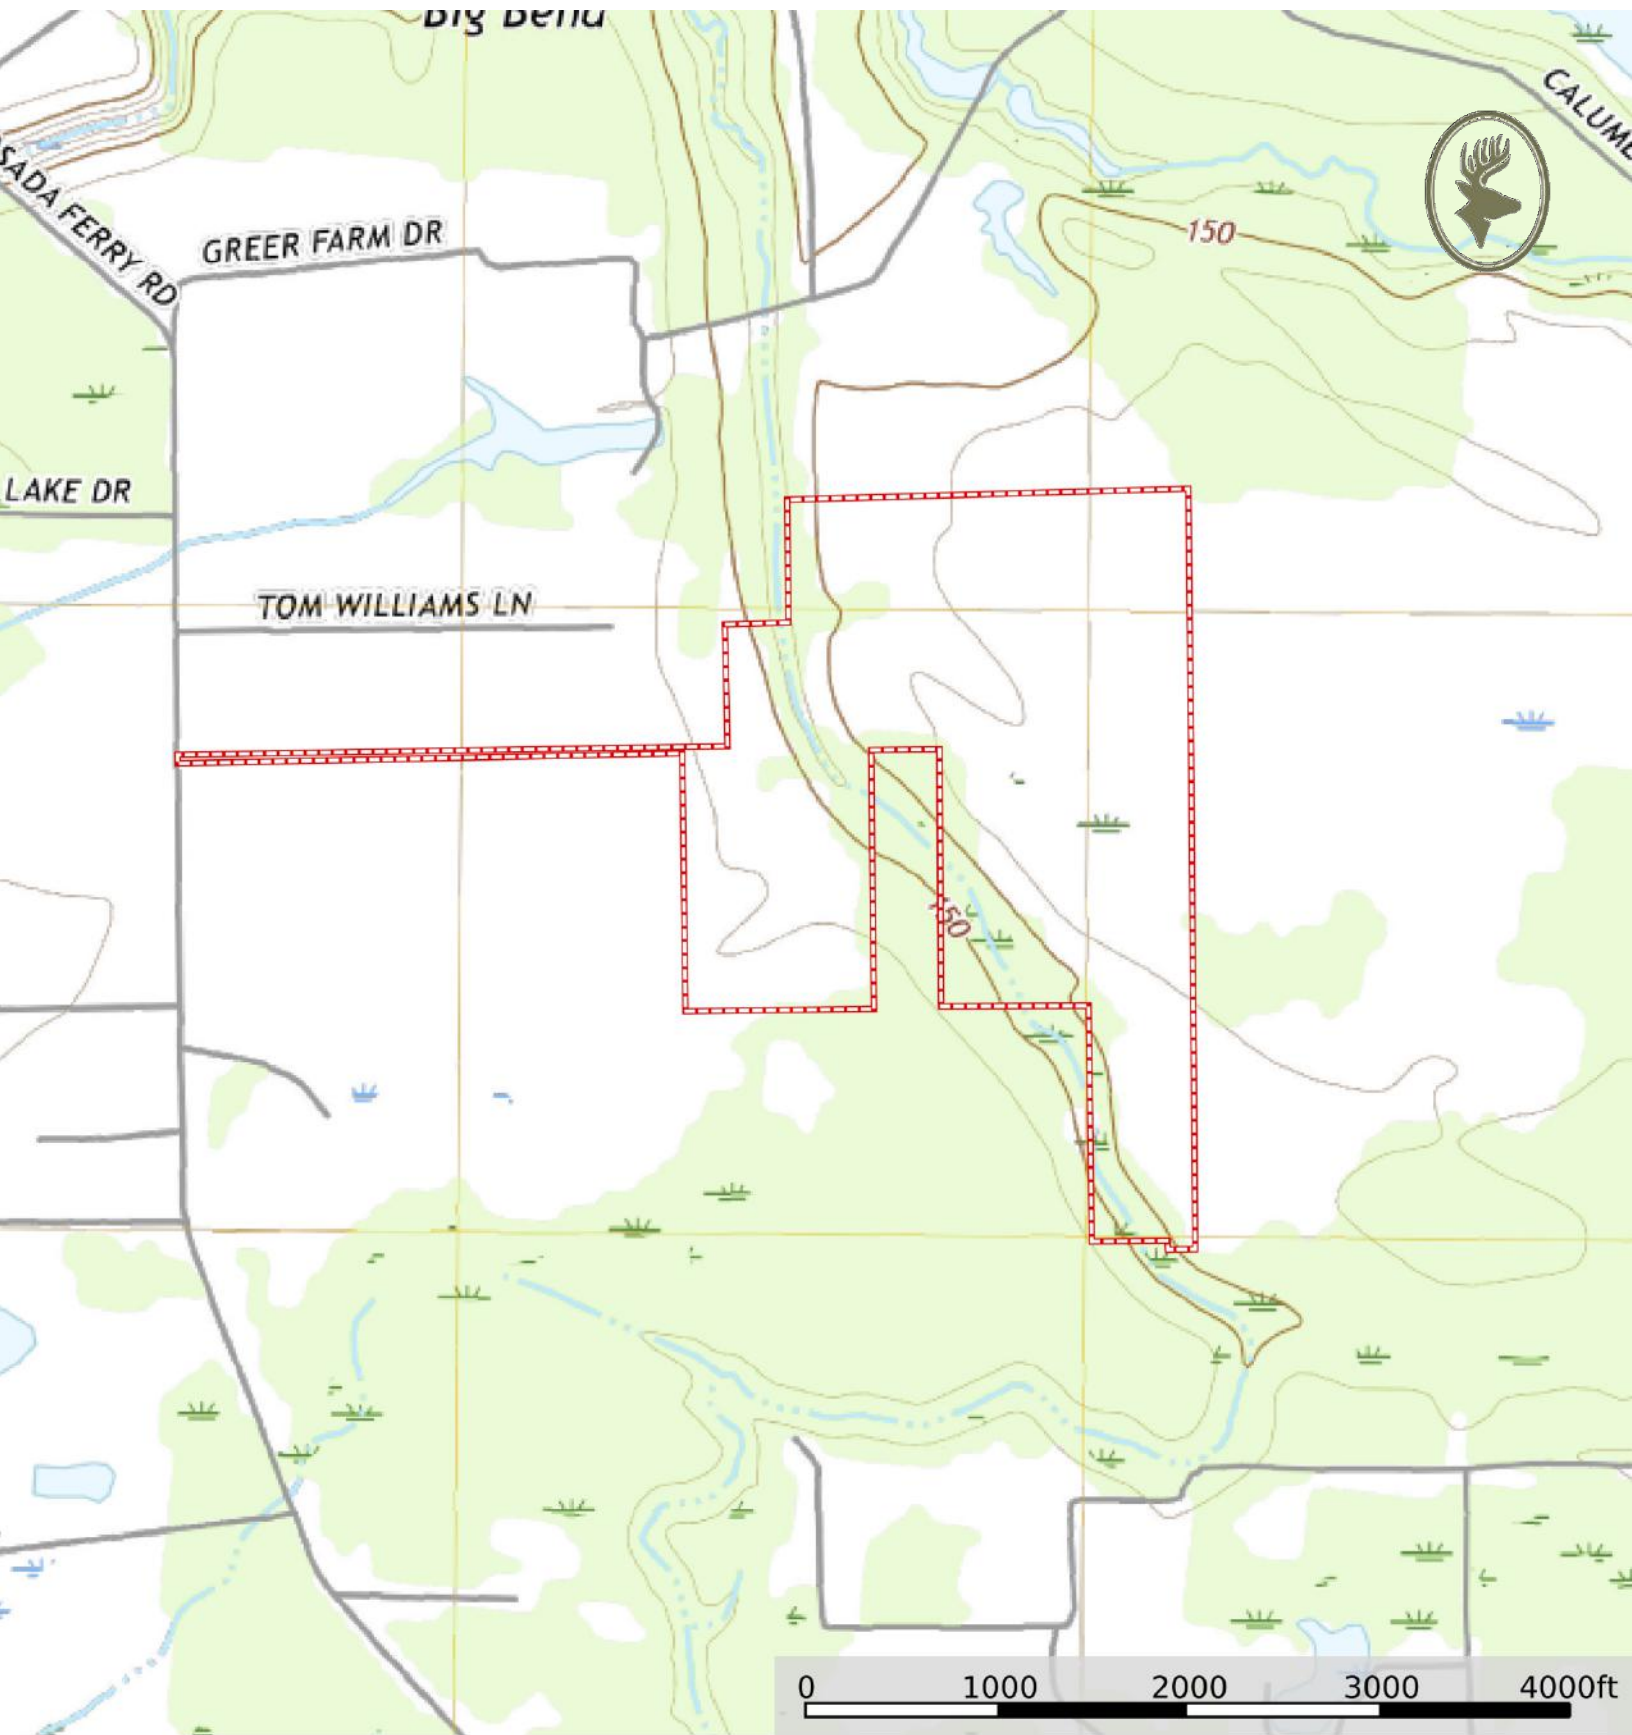 Big Bend
CALUME
SADA FERRY RD
GREER FARM DR
150
LAKE DR
TOM WILLIAMS LN
150
0 1000 2000 3000 4000ft